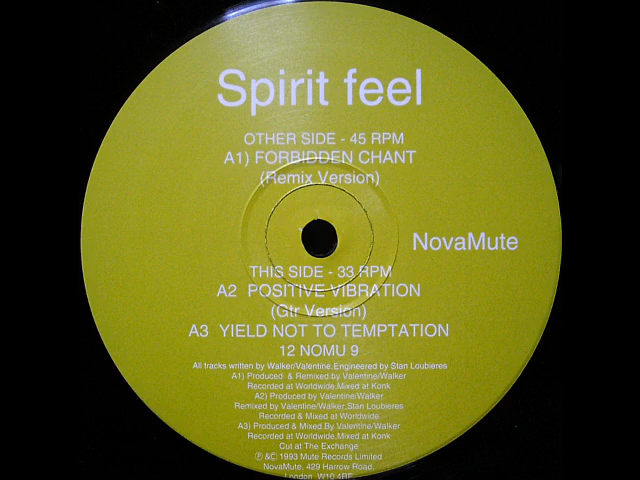 Spirit feel
OTHER SIDE - 45 RPM
A1) FORBIDDEN CHANT
(Remix Version)
NovaMute
THIS SIDE - 33 RPM
A2 POSITIVE VIBRATION
(Gtr Version)
A3 YIELD NOT TO TEMPTATION
12 NOMU 9
All tracks written by Walker/Valentine.Engineered by Stan Loubieres
A1) Produced & Remixed by Valentine/Walker
Recorded at Worldwide.Mixed at Konk
A2) Produced by Valentine/Walker
Remixed by Valentine/Walker,Stan Loubieres
Recorded & Mixed at Worldwide.
A3) Produced & Mixed By Valentine/Walker
Recorded at Worldwide.Mixed at Konk
Cut at The Exchange
℗ &© 1993 Mute Records Limited
NovaMute, 429 Harrow Road,
London, W10 4RE